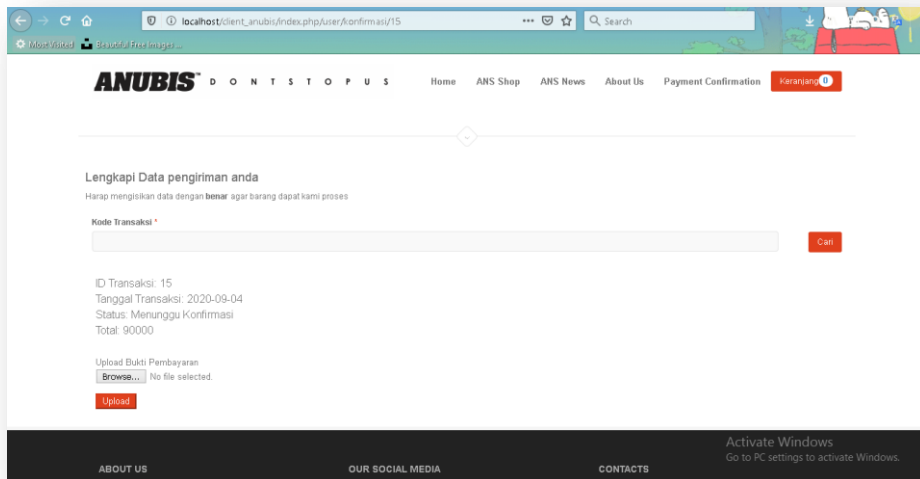 localhost/client_anubis/index.php/user/konfirmasi/15
Search
Most Visited Beautiful Free Images ...
ANUBIS™ DONTSTOPUS Home ANS Shop ANS News About Us Payment Confirmation Keranjang 0
Lengkapi Data pengiriman anda
Harap mengisikan data dengan benar agar barang dapat kami proses
Kode Transaksi *
Cari
ID Transaksi: 15
Tanggal Transaksi: 2020-09-04
Status: Menunggu Konfirmasi
Total: 90000
Upload Bukti Pembayaran
Browse... No file selected.
Upload
Activate Windows
Go to PC settings to activate Windows.
ABOUT US OUR SOCIAL MEDIA CONTACTS